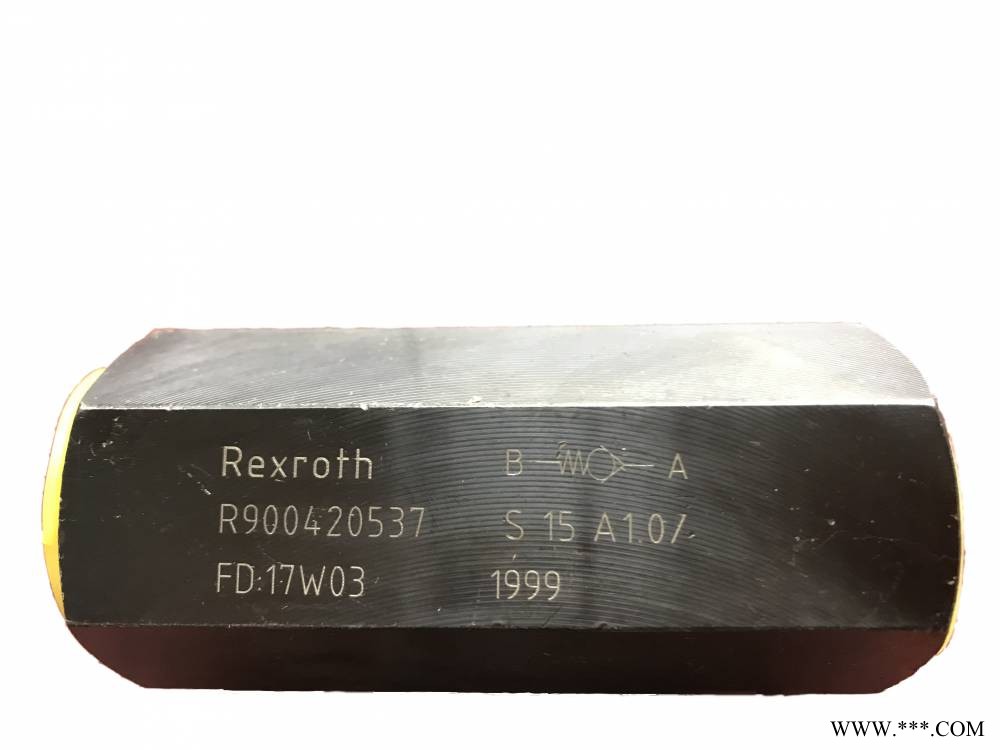 Rexroth B A
R900420537 S 15 A1.0/
FD:17W03 1999
WWW.***.COM